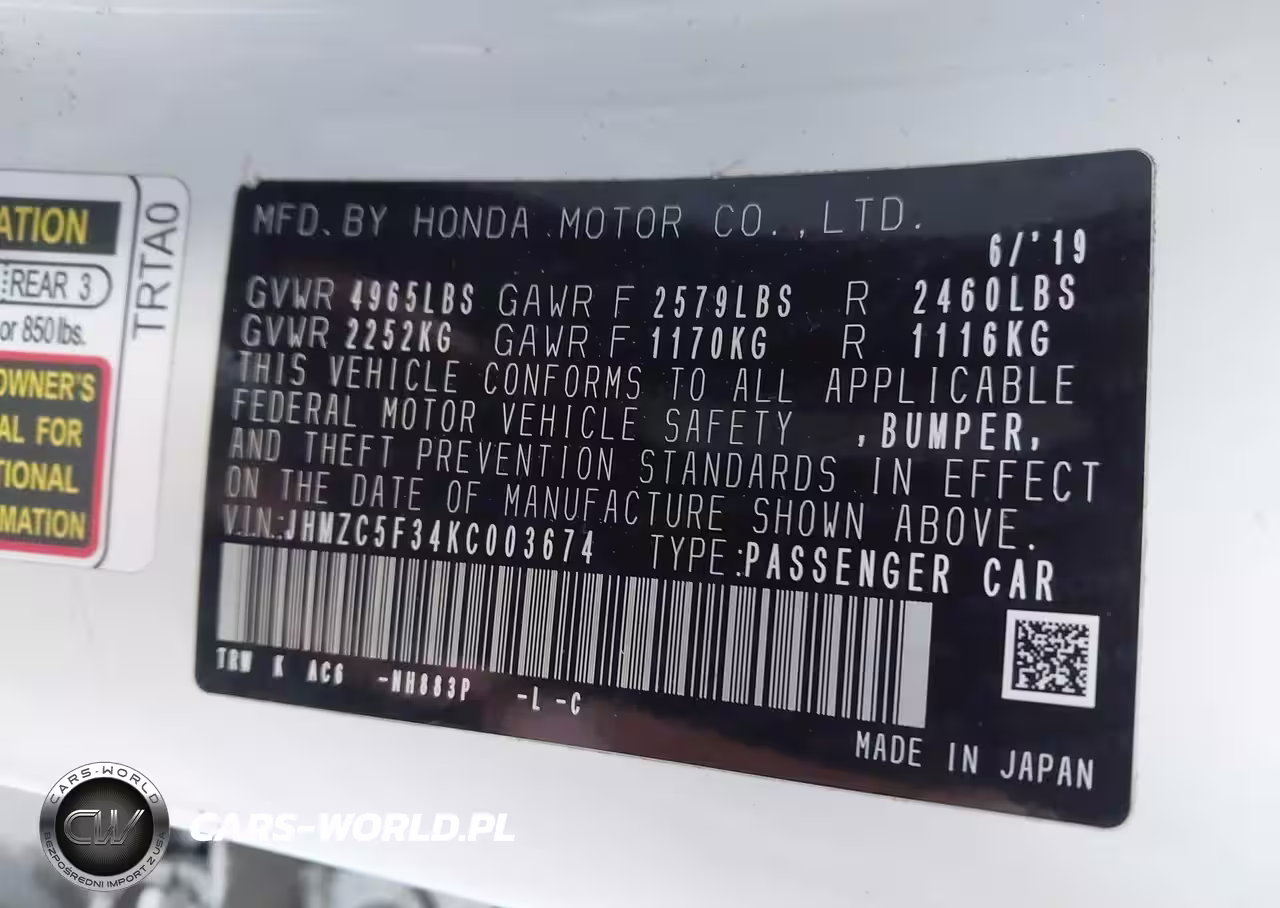 ATION
REAR 3
or 850 lbs.
OWNER'S
AL FOR
TIONAL
MATION
TRTA0
MFD. BY HONDA MOTOR CO., LTD.
6/'19
GVWR 4965LBS GAWR F 2579LBS R 2460LBS
GVWR 2252KG GAWR F 1170KG R 1116KG
THIS VEHICLE CONFORMS TO ALL APPLICABLE
FEDERAL MOTOR VEHICLE SAFETY ,BUMPER,
AND THEFT PREVENTION STANDARDS IN EFFECT
ON THE DATE OF MANUFACTURE SHOWN ABOVE.
V.I.N.:JHMZC5F34KC003674 TYPE:PASSENGER CAR
TRW K AC6 -NH883P -L -C
MADE IN JAPAN
CARS-WORLD
CW
BEZPOŚREDNI IMPORT Z USA
CARS-WORLD.PL